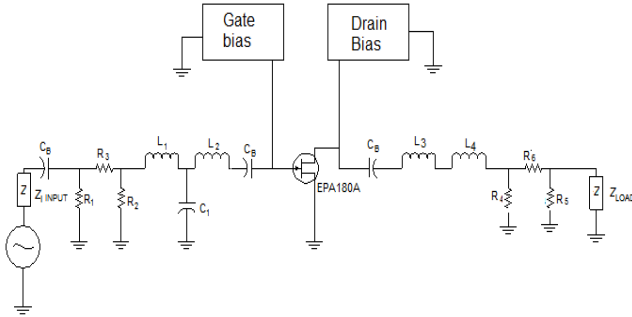 Gate
bias
Drain
Bias
C_B
R_3
L_1
L_2
C_B
C_B
L_3
L_4
R_6
Z
Z_I INPUT
R_1
R_2
C_1
EPA180A
R_4
R_5
Z
Z_LOAD